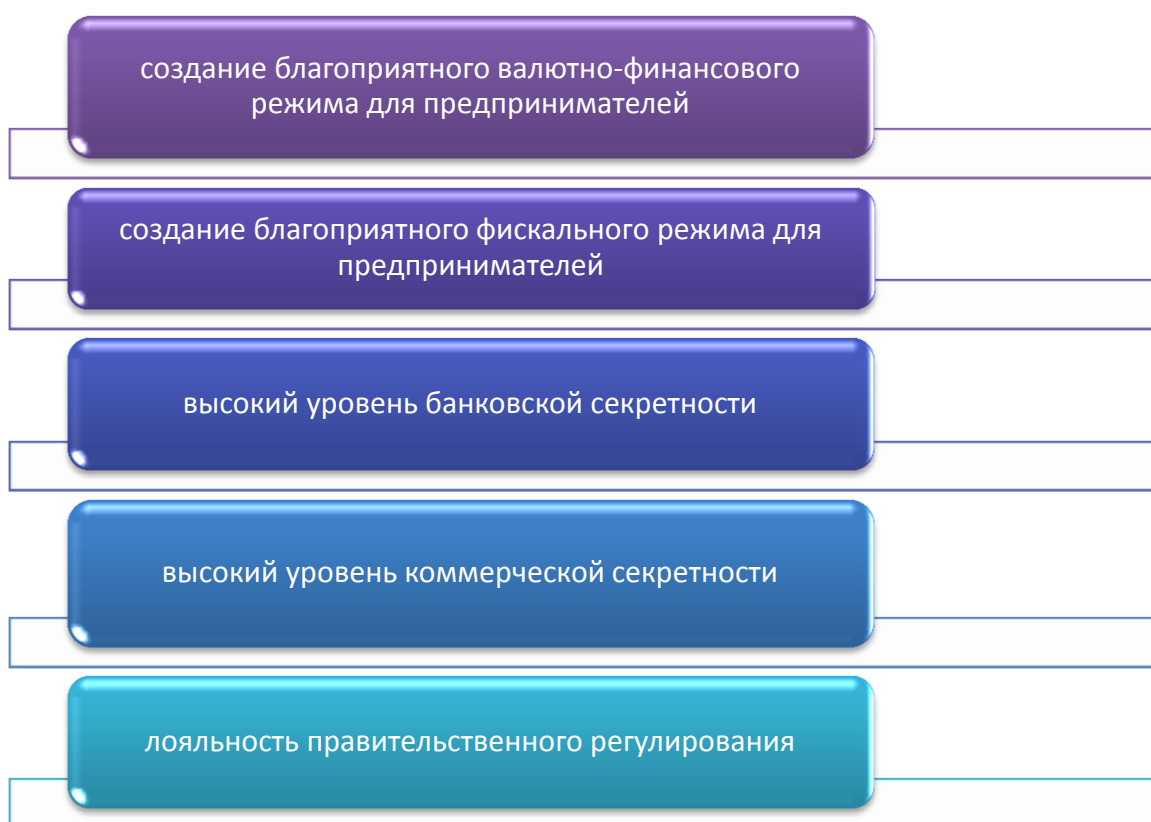 создание благоприятного валютно-финансового
режима для предпринимателей
создание благоприятного фискального режима для
предпринимателей
высокий уровень банковской секретности
высокий уровень коммерческой секретности
лояльность правительственного регулирования